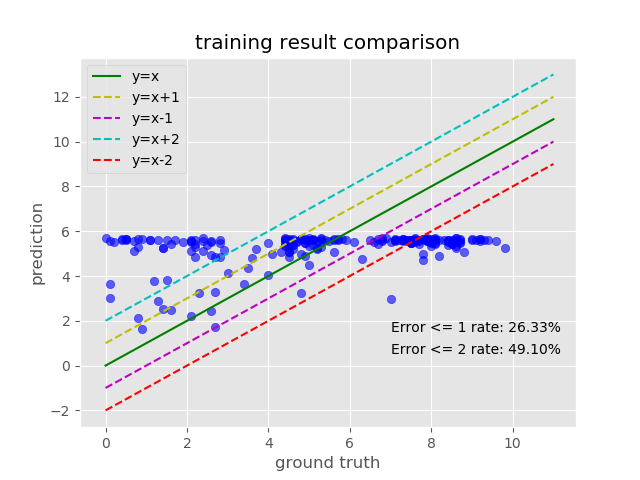 training result comparison
y=x
y=x+1
y=x-1
y=x+2
y=x-2
12
10
8
6
4
2
0
−2
prediction
Error <= 1 rate: 26.33%
Error <= 2 rate: 49.10%
0 2 4 6 8 10
ground truth